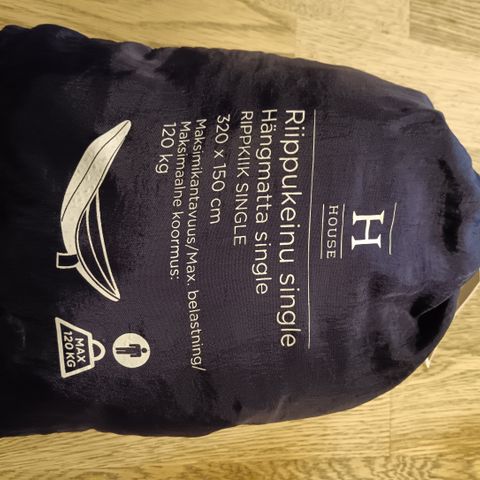 H
HOUSE
Riippukeinu single
Hängmatta single
RIPPKIIK SINGLE
320 x 150 cm
Maksimikantavuus/Max. belastning/
Maksimaalne koormus:
120 kg
MAX
120 KG